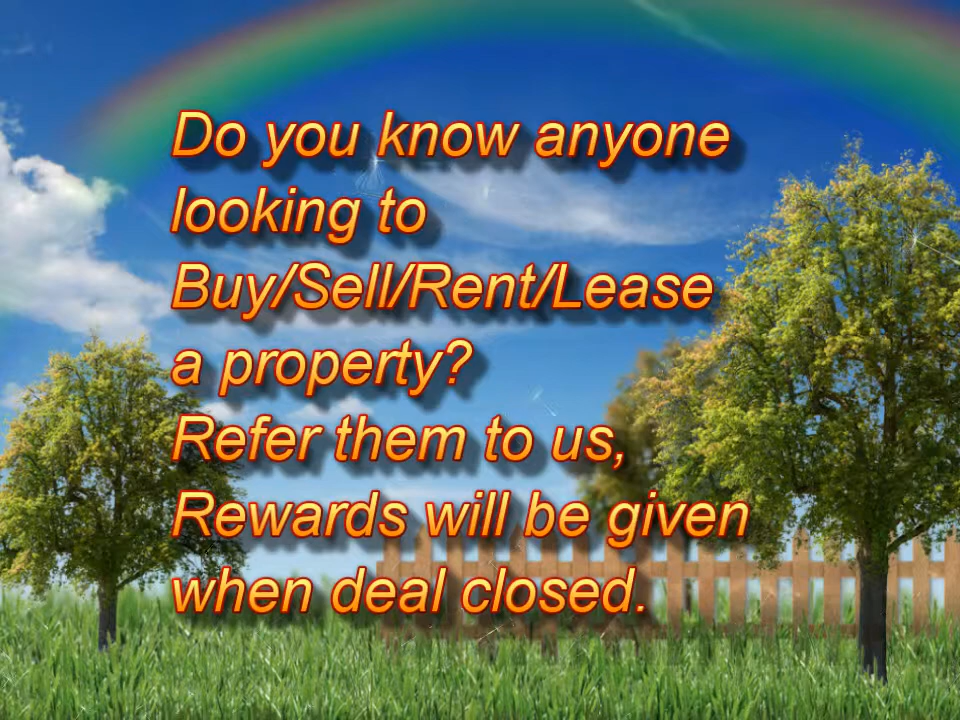 Do you know anyone
looking to
Buy/Sell/Rent/Lease
a property?
Refer them to us,
Rewards will be given
when deal closed.